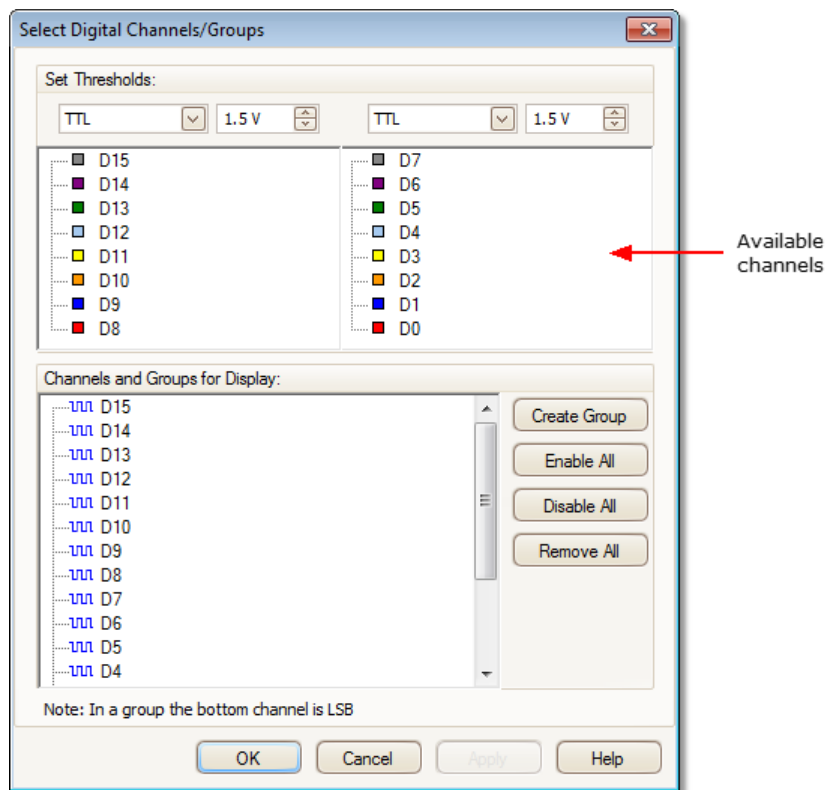 Select Digital Channels/Groups
Set Thresholds:
TTL 1.5 V TTL 1.5 V
D15 D7
D14 D6
D13 D5
D12 D4
D11 D3
D10 D2
D9 D1
D8 D0
Available
channels
Channels and Groups for Display:
D15
D14
D13
D12
D11
D10
D9
D8
D7
D6
D5
D4
Create Group
Enable All
Disable All
Remove All
Note: In a group the bottom channel is LSB
OK Cancel Apply Help